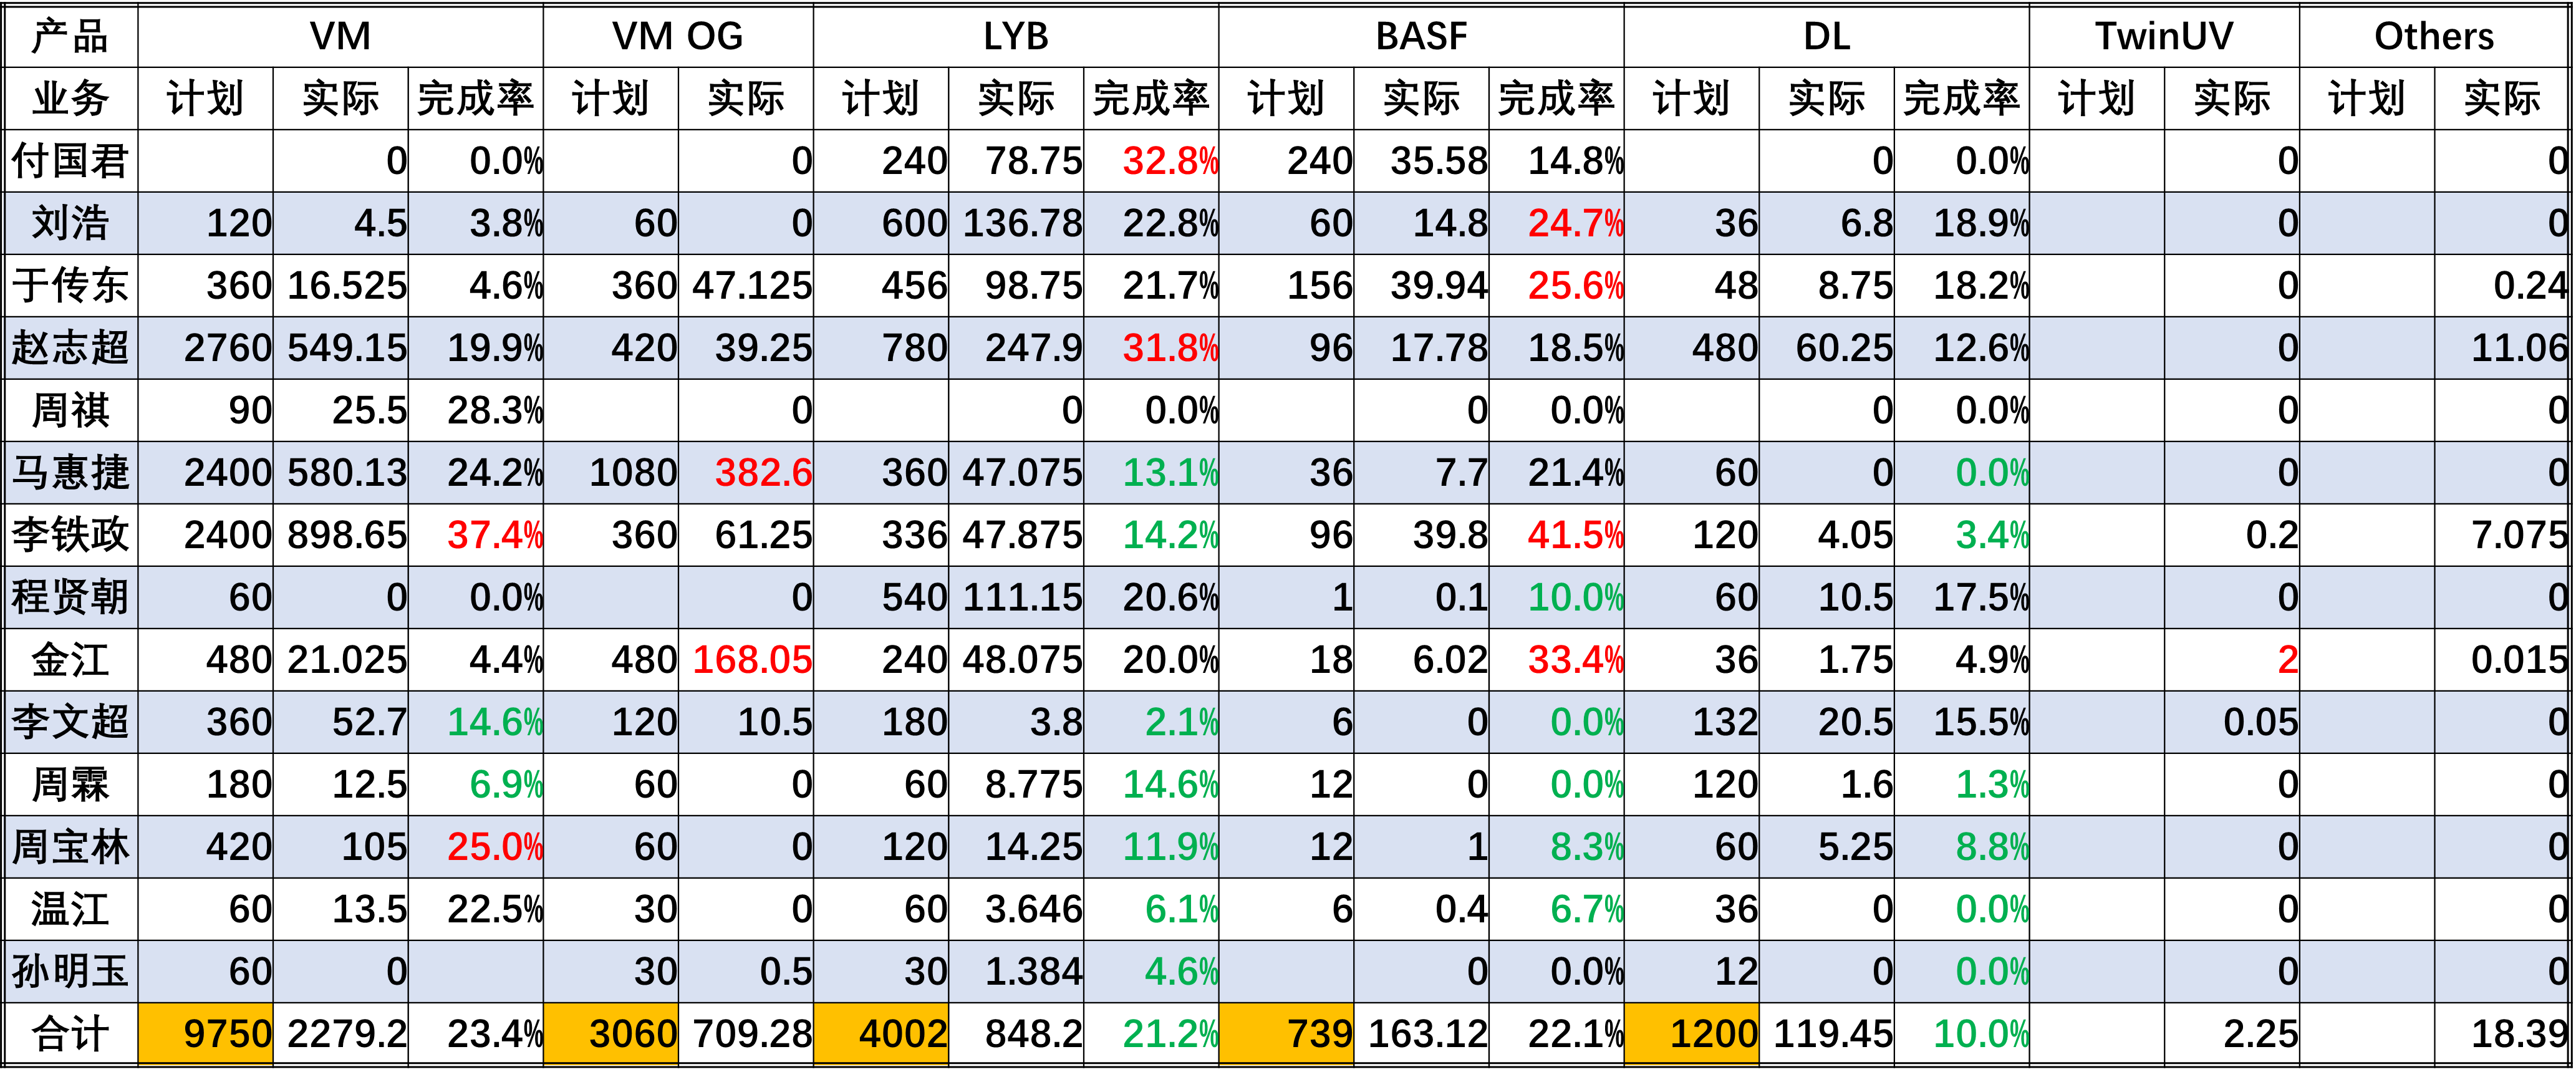 产品 VM VM OG LYB BASF DL TwinUV Others
业务 计划 实际 完成率 计划 实际 计划 实际 完成率 计划 实际 完成率 计划 实际 完成率 计划 实际 计划 实际
付国君 0 0.0% 0 240 78.75 32.8% 240 35.58 14.8% 0 0.0% 0 0
刘浩 120 4.5 3.8% 60 0 600 136.78 22.8% 60 14.8 24.7% 36 6.8 18.9% 0 0
于传东 360 16.525 4.6% 360 47.125 456 98.75 21.7% 156 39.94 25.6% 48 8.75 18.2% 0 0.24
赵志超 2760 549.15 19.9% 420 39.25 780 247.9 31.8% 96 17.78 18.5% 480 60.25 12.6% 0 11.06
周祺 90 25.5 28.3% 0 0 0.0% 0 0.0% 0 0.0% 0 0
马惠捷 2400 580.13 24.2% 1080 382.6 360 47.075 13.1% 36 7.7 21.4% 60 0 0.0% 0 0
李铁政 2400 898.65 37.4% 360 61.25 336 47.875 14.2% 96 39.8 41.5% 120 4.05 3.4% 0.2 7.075
程贤朝 60 0 0.0% 0 540 111.15 20.6% 1 0.1 10.0% 60 10.5 17.5% 0 0
金江 480 21.025 4.4% 480 168.05 240 48.075 20.0% 18 6.02 33.4% 36 1.75 4.9% 2 0.015
李文超 360 52.7 14.6% 120 10.5 180 3.8 2.1% 6 0 0.0% 132 20.5 15.5% 0.05 0
周霖 180 12.5 6.9% 60 0 60 8.775 14.6% 12 0 0.0% 120 1.6 1.3% 0 0
周宝林 420 105 25.0% 60 0 120 14.25 11.9% 12 1 8.3% 60 5.25 8.8% 0 0
温江 60 13.5 22.5% 30 0 60 3.646 6.1% 6 0.4 6.7% 36 0 0.0% 0 0
孙明玉 60 0 30 0.5 30 1.384 4.6% 0 0.0% 12 0 0.0% 0 0
合计 9750 2279.2 23.4% 3060 709.28 4002 848.2 21.2% 739 163.12 22.1% 1200 119.45 10.0% 2.25 18.39